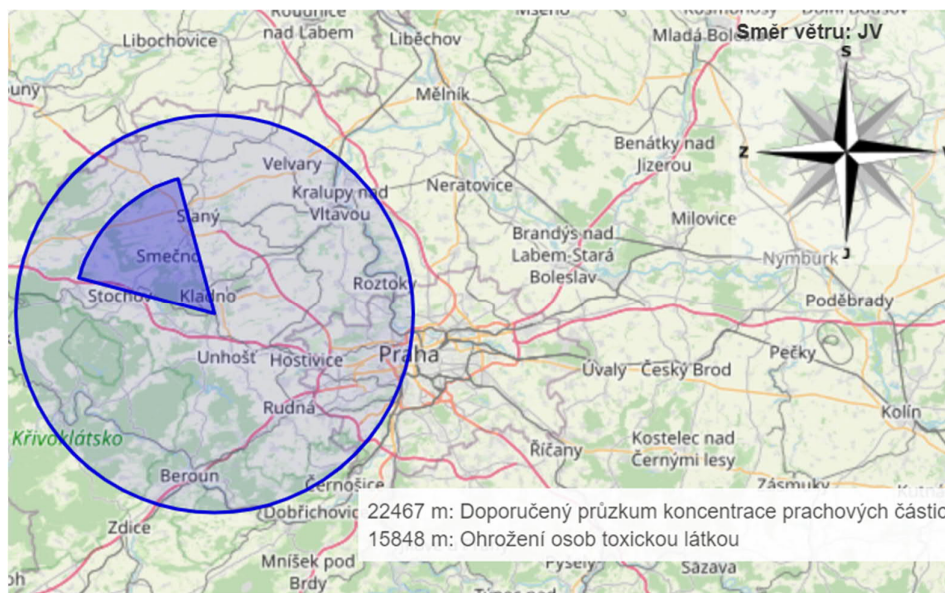 Roudnice
nad Labem
Libochovice
Liběchov
Mladá Boleslav
Směr větru: JV
S
Mělník
Benátky nad
Jizerou
Z
Velvary
Kralupy nad
Vltavou
Neratovice
Slaný
Milovice
Brandýs nad
Labem-Stará
Boleslav
Smečno
J
Nymburk
Stochov
Kladno
Roztoky
Poděbrady
Unhošť
Hostivice
Praha
Úvaly
Český Brod
Pečky
Rudná
Kolín
Křivoklátsko
Říčany
Kostelec nad
Černými lesy
Beroun
Černošice
Zásmuky
Zdice
22467 m: Doporučený průzkum koncentrace prachových částic
15848 m: Ohrožení osob toxickou látkou
Mníšek pod
Brdy
Sázava